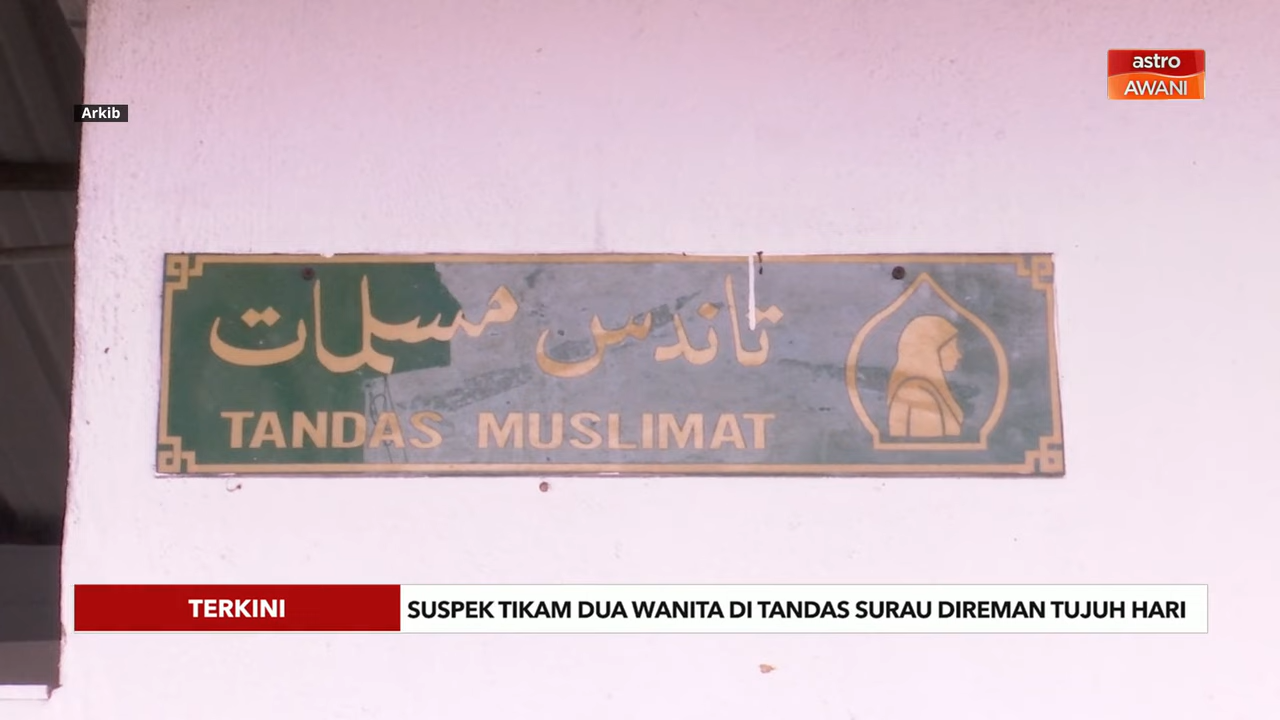 astro
AWANI
Arkib
تاندس مسلمات
TANDAS MUSLIMAT
TERKINI
SUSPEK TIKAM DUA WANITA DI TANDAS SURAU DIREMAN TUJUH HARI